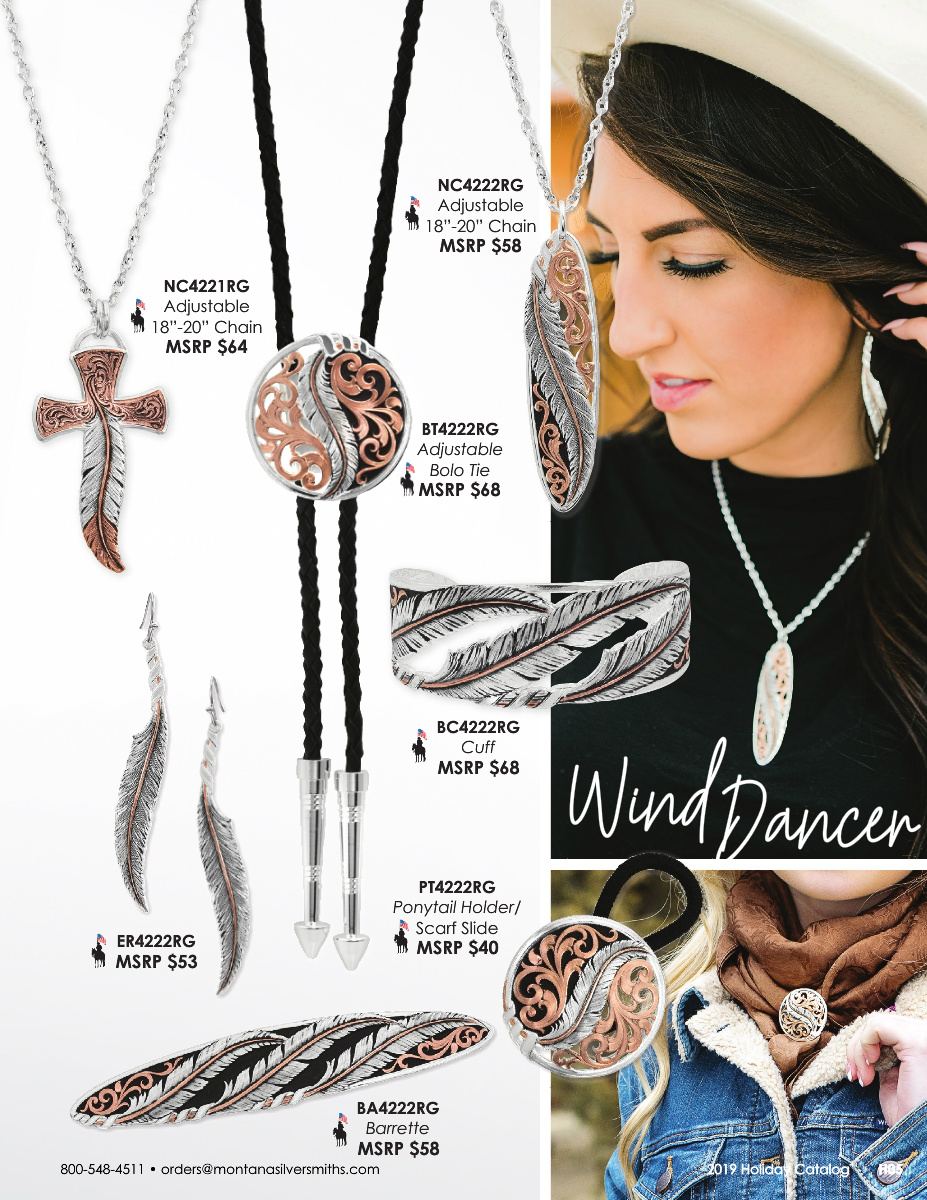 NC4222RG
Adjustable
18”-20” Chain
MSRP $58
NC4221RG
Adjustable
18”-20” Chain
MSRP $64
BT4222RG
Adjustable
Bolo Tie
MSRP $68
BC4222RG
Cuff
MSRP $68
Wind Dancer
PT4222RG
Ponytail Holder/
Scarf Slide
MSRP $40
ER4222RG
MSRP $53
BA4222RG
Barrette
MSRP $58
800-548-4511 • orders@montanasilversmiths.com
2019 Holiday Catalog